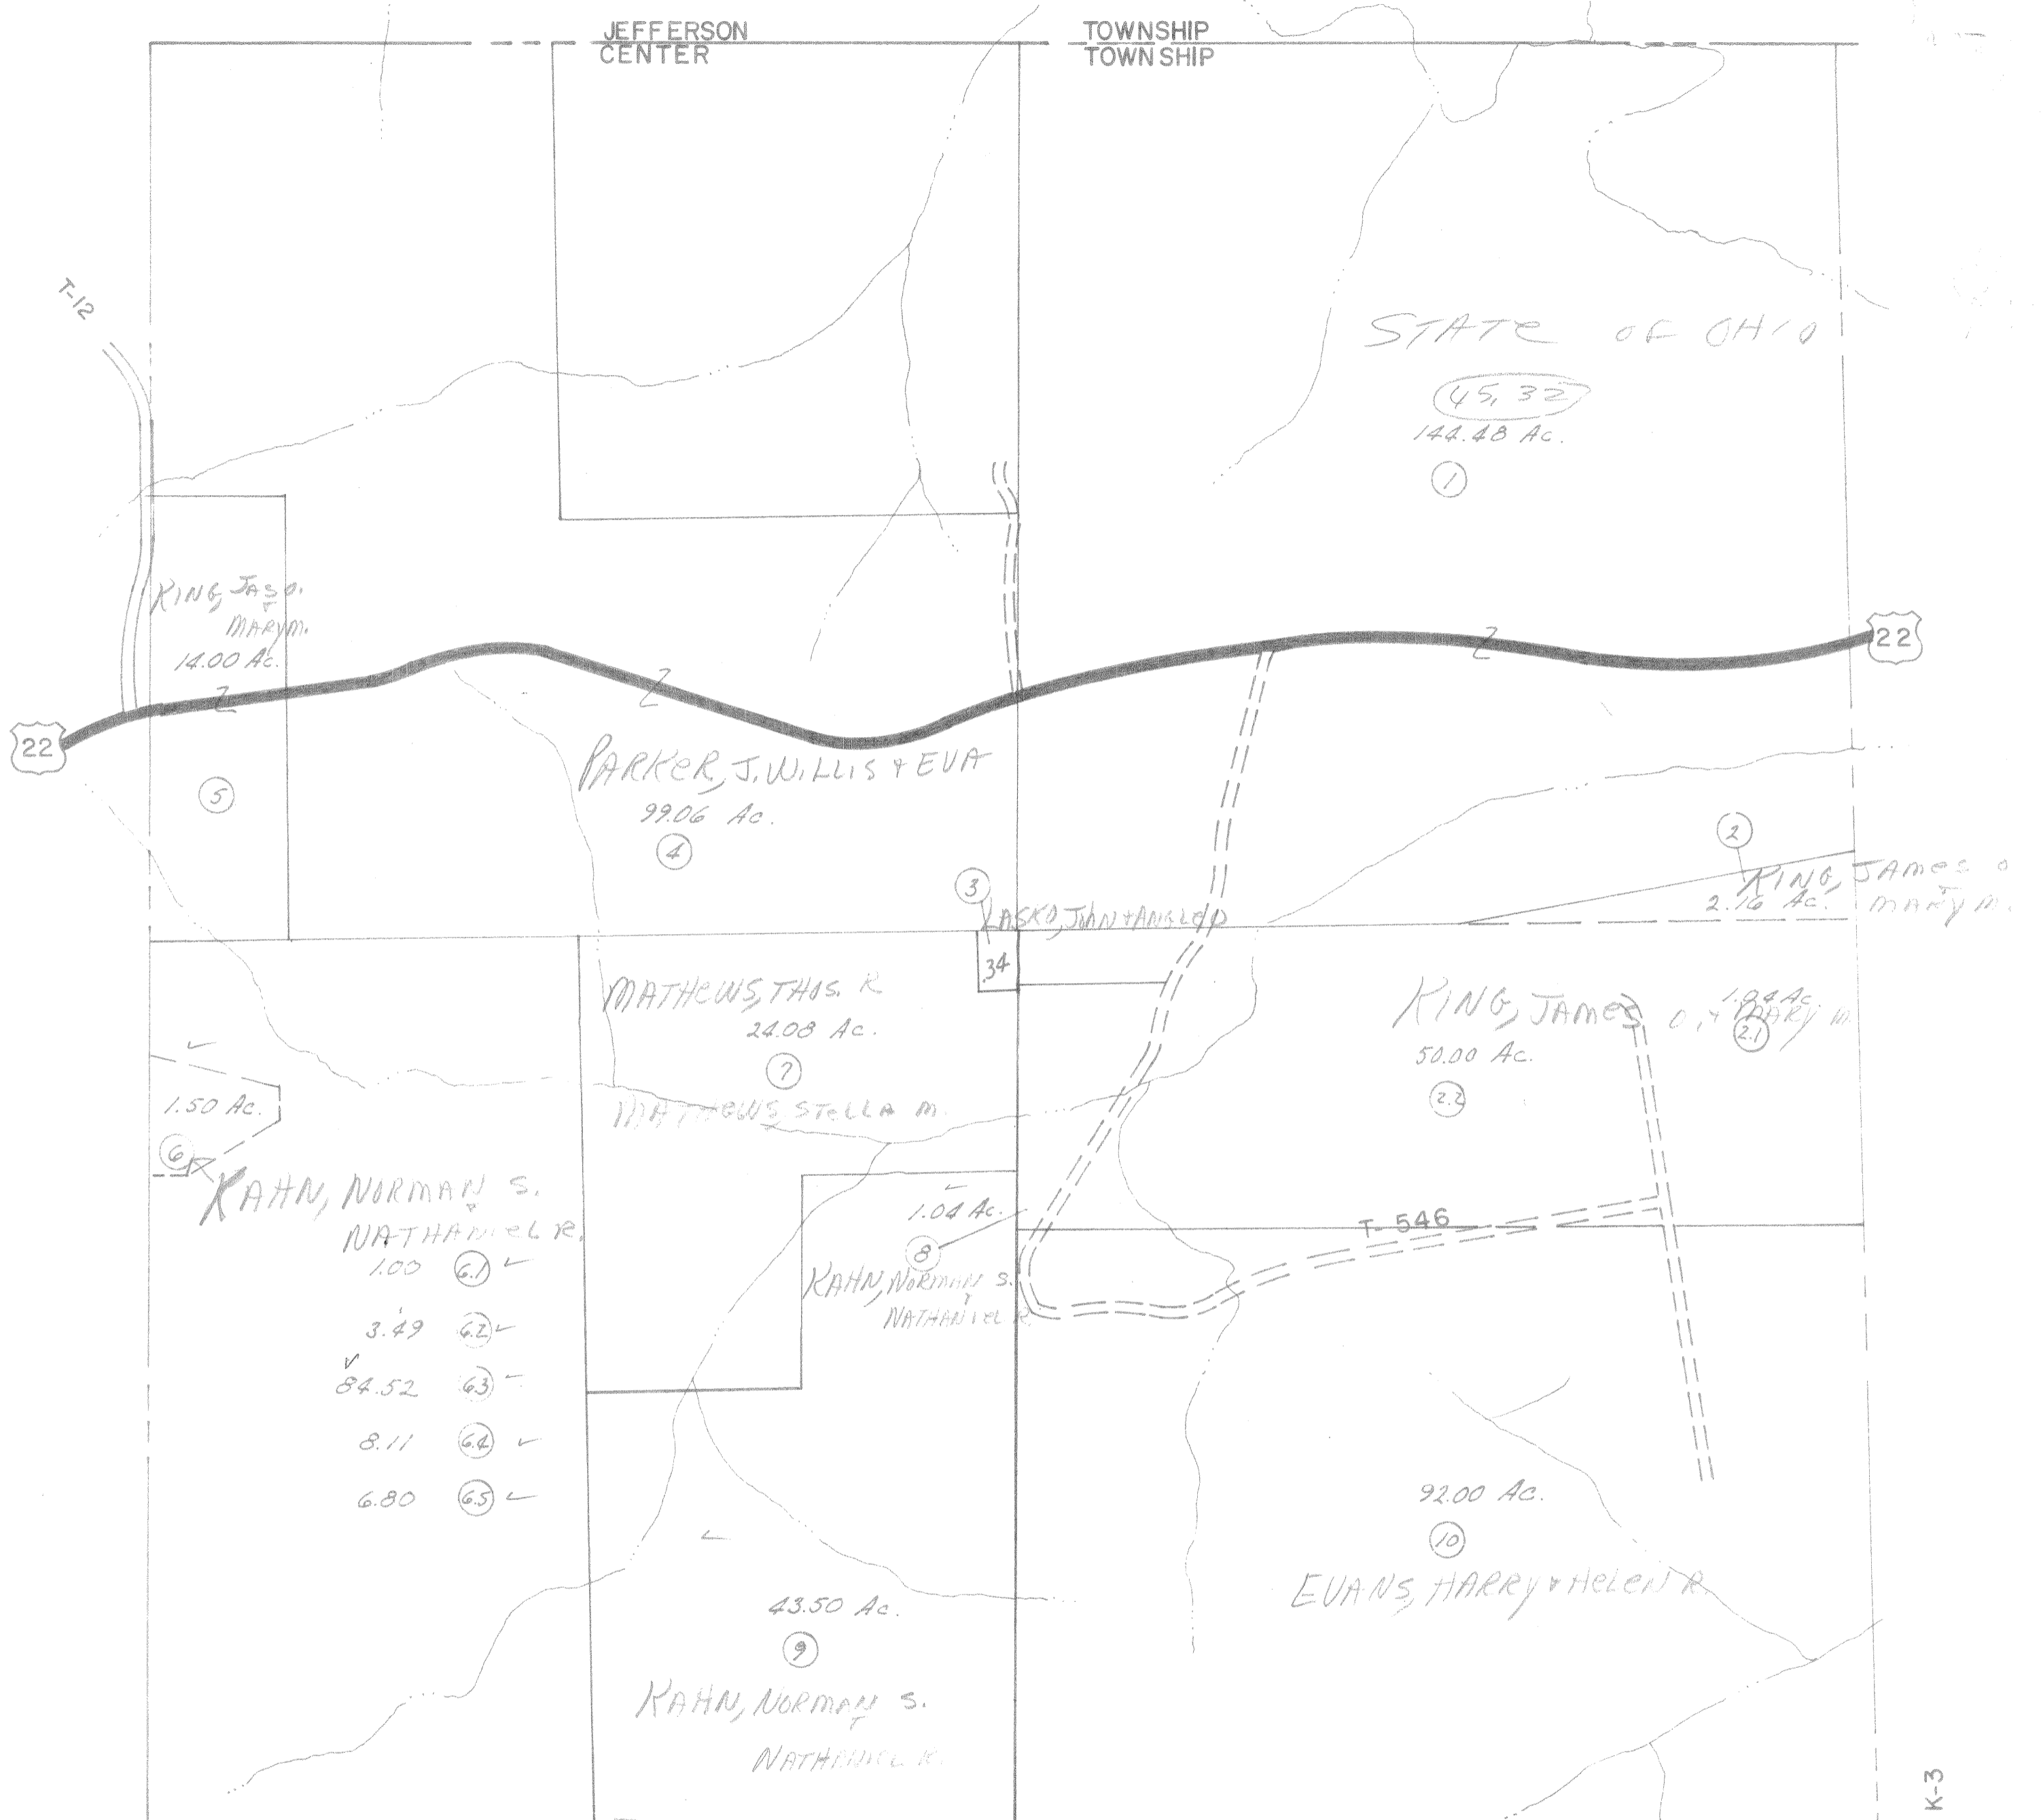 JEFFERSON TOWNSHIP
CENTER TOWNSHIP
T-12
STATE OF OHIO
45.32
144.48 Ac.
1
KING, JAS O.
+
MARY M.
14.00 Ac.
22
22
5
PARKER, J. WILLIS + EVA
99.06 Ac.
4
2
KING, JAMES O
+
2.16 Ac. MARY M.
3
LASKO, JOHN +
.34
MATHEWS, THOS. R
24.08 Ac.
7
MATHEWS, STELLA M.
KING, JAMES O. + MARY M.
50.00 Ac.
2.2
1.04 Ac.
2.1
1.50 Ac.
6
KAHN, NORMAN S.
+
NATHANIEL R.
1.00 6.1
3.49 6.2
84.52 6.3
8.11 6.4
6.80 6.5
1.04 Ac.
8
KAHN, NORMAN S.
+
NATHANIEL R.
T-546
92.00 Ac.
10
EVANS, HARRY + HELEN R.
43.50 Ac.
9
KAHN, NORMAN S.
+
NATHANIEL R.
K-3